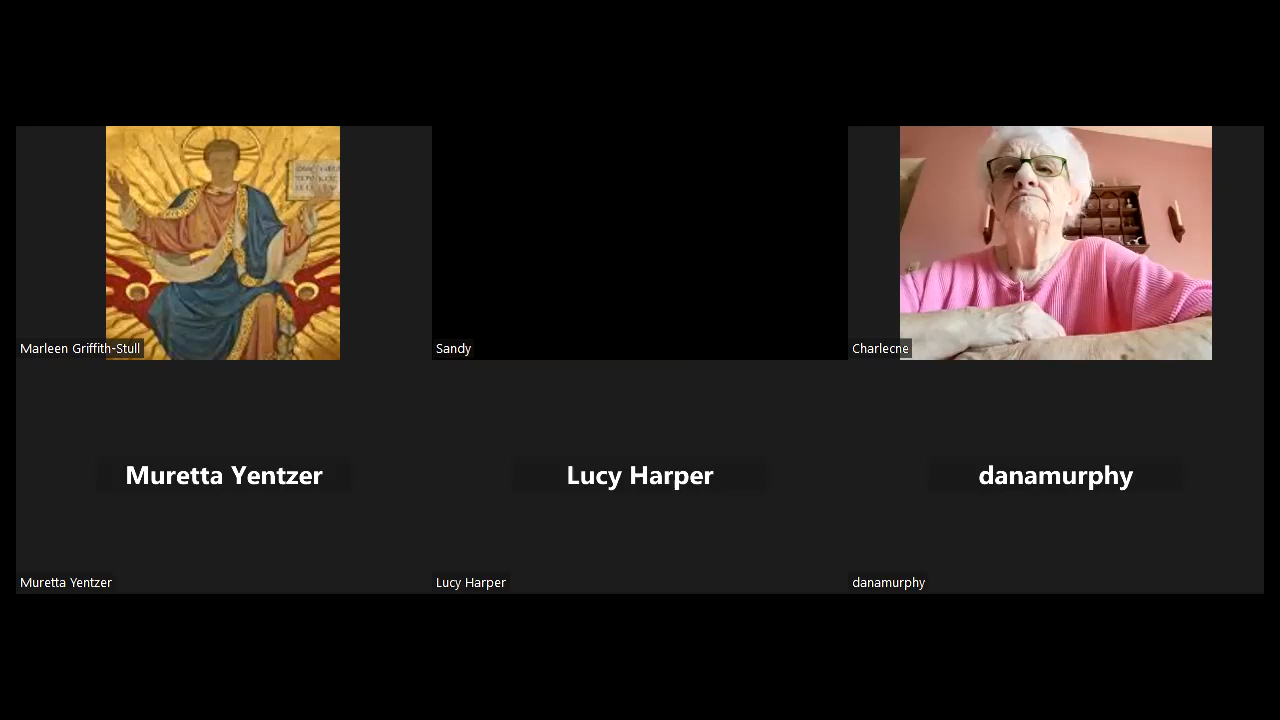 Marleen Griffith-Stull
Sandy
Charlecne
Muretta Yentzer
Lucy Harper
danamurphy
Muretta Yentzer
Lucy Harper
danamurphy